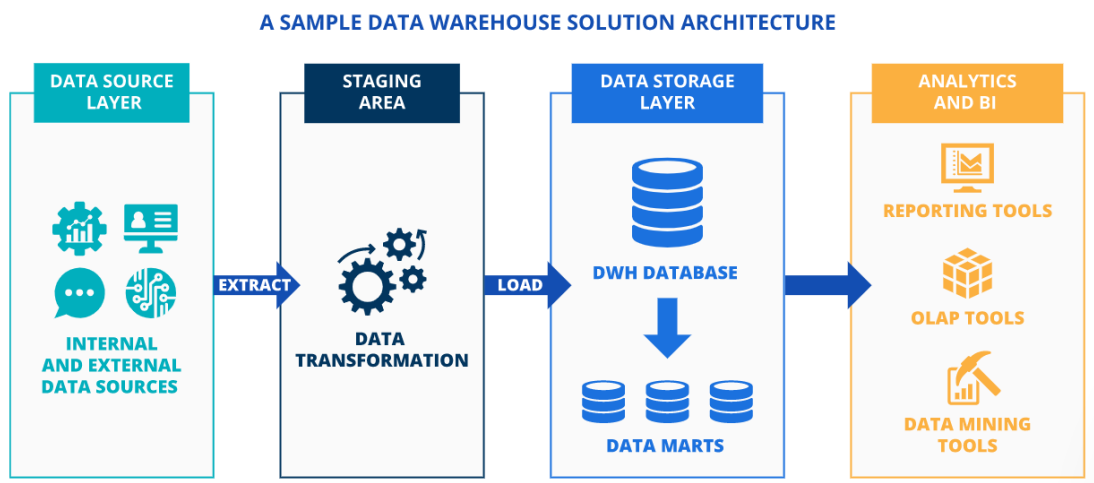 A SAMPLE DATA WAREHOUSE SOLUTION ARCHITECTURE
DATA SOURCE
LAYER
INTERNAL
AND EXTERNAL
DATA SOURCES
EXTRACT
STAGING
AREA
DATA
TRANSFORMATION
LOAD
DATA STORAGE
LAYER
DWH DATABASE
DATA MARTS
ANALYTICS
AND BI
REPORTING TOOLS
OLAP TOOLS
DATA MINING
TOOLS